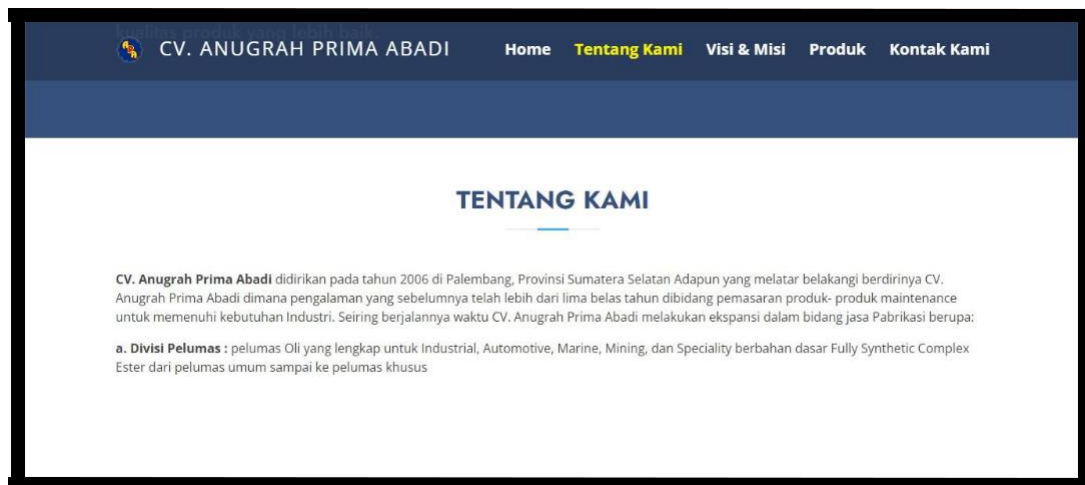 kualitas produk yang lebih baik.
CV. ANUGRAH PRIMA ABADI Home Tentang Kami Visi & Misi Produk Kontak Kami
TENTANG KAMI
CV. Anugrah Prima Abadi didirikan pada tahun 2006 di Palembang, Provinsi Sumatera Selatan Adapun yang melatar belakangi berdirinya CV.
Anugrah Prima Abadi dimana pengalaman yang sebelumnya telah lebih dari lima belas tahun dibidang pemasaran produk- produk maintenance
untuk memenuhi kebutuhan Industri. Seiring berjalannya waktu CV. Anugrah Prima Abadi melakukan ekspansi dalam bidang jasa Pabrikasi berupa:
a. Divisi Pelumas : pelumas Oli yang lengkap untuk Industrial, Automotive, Marine, Mining, dan Speciality berbahan dasar Fully Synthetic Complex
Ester dari pelumas umum sampai ke pelumas khusus